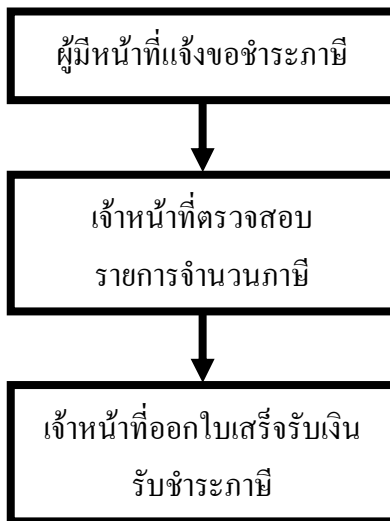 ผู้มีหน้าที่แจ้งขอชำระภาษี
เจ้าหน้าที่ตรวจสอบ
รายการจำนวนภาษี
เจ้าหน้าที่ออกใบเสร็จรับเงิน
รับชำระภาษี